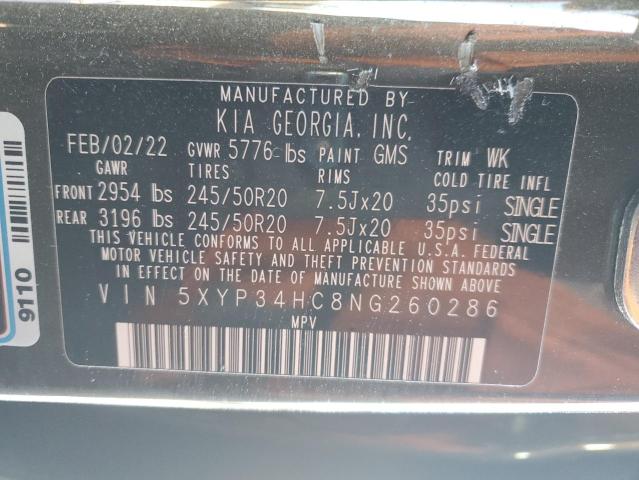 MANUFACTURED BY
KIA GEORGIA, INC.
FEB/02/22 GVWR 5776 lbs PAINT GMS TRIM WK
GAWR TIRES RIMS COLD TIRE INFL
FRONT 2954 lbs 245/50R20 7.5Jx20 35psi SINGLE
REAR 3196 lbs 245/50R20 7.5Jx20 35psi SINGLE
THIS VEHICLE CONFORMS TO ALL APPLICABLE U.S.A. FEDERAL
MOTOR VEHICLE SAFETY AND THEFT PREVENTION STANDARDS
IN EFFECT ON THE DATE OF MANUFACTURE SHOWN ABOVE
VIN 5XYP34HC8NG260286
MPV
9110